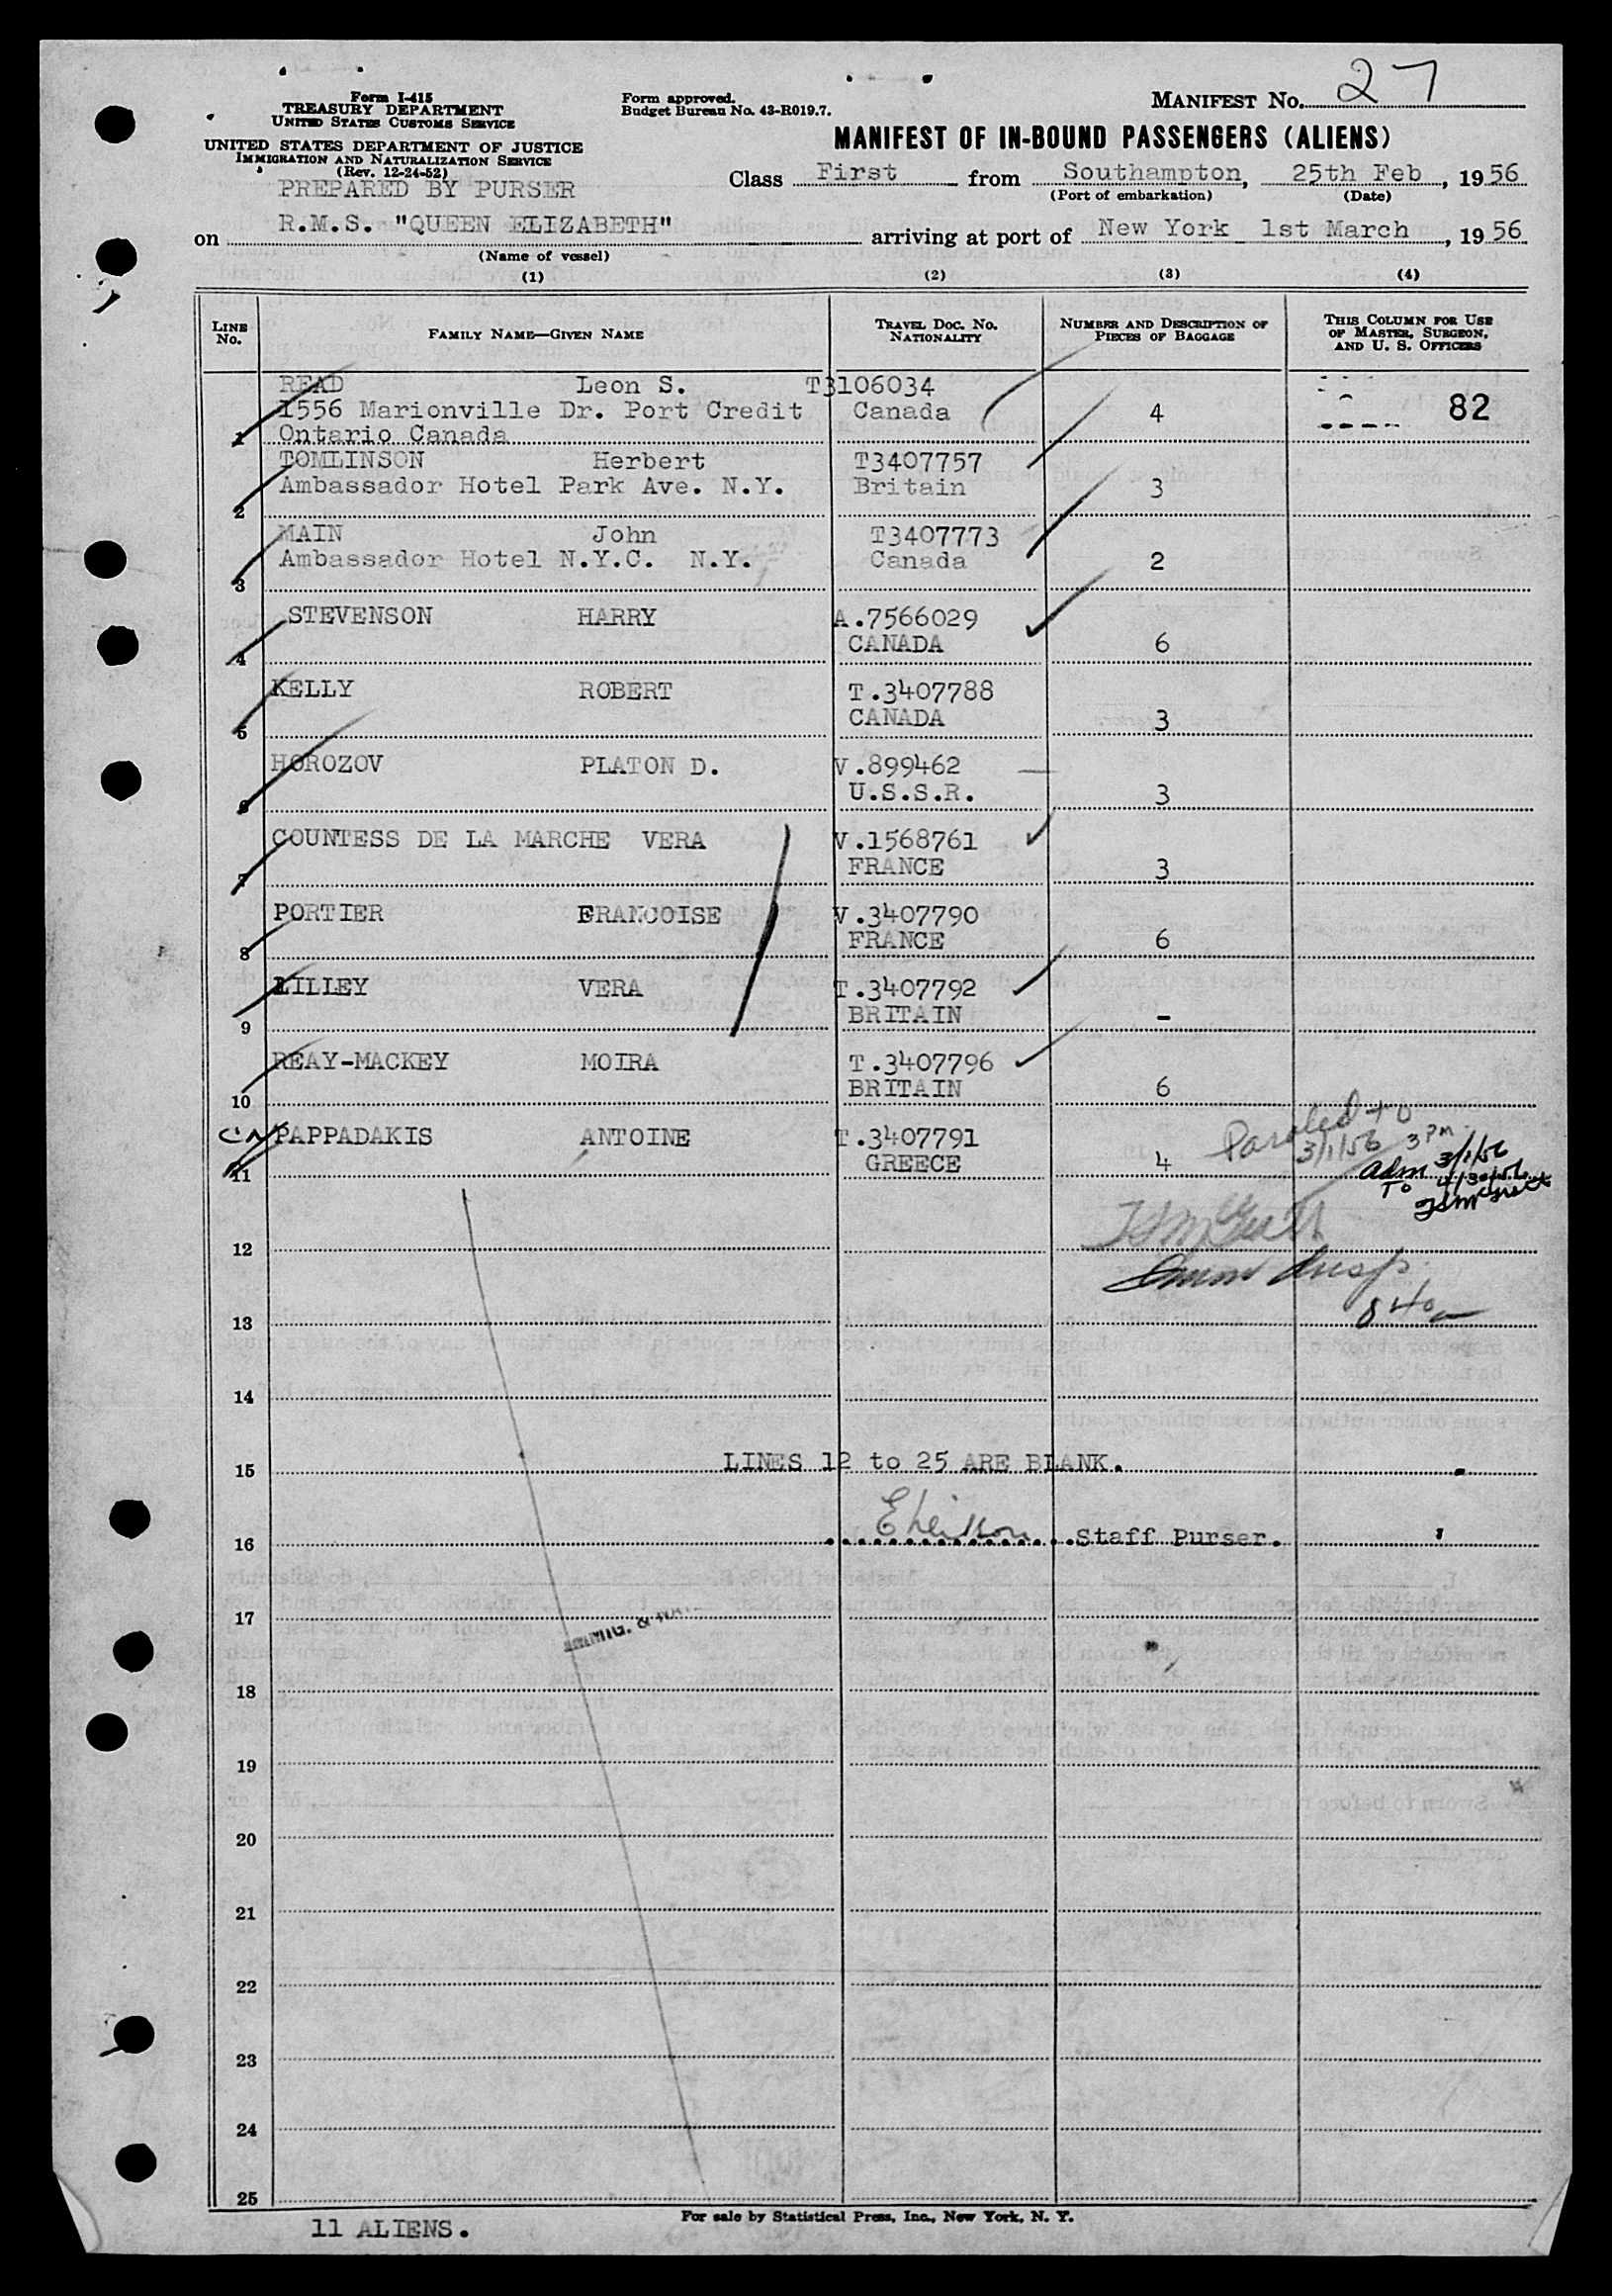 Form I-415
TREASURY DEPARTMENT
UNITED STATES CUSTOMS SERVICE
UNITED STATES DEPARTMENT OF JUSTICE
IMMIGRATION AND NATURALIZATION SERVICE
(Rev. 12-24-52)
PREPARED BY PURSER
Form approved.
Budget Bureau No. 43-R019.7.
MANIFEST NO. 27
MANIFEST OF IN-BOUND PASSENGERS (ALIENS)
Class First from Southampton, 25th Feb, 1956
(Port of embarkation) (Date)
on R.M.S. "QUEEN ELIZABETH" arriving at port of New York 1st March, 1956
(Name of vessel)
(1) (2) (3) (4)
LINE NO. FAMILY NAME—GIVEN NAME TRAVEL DOC. NO. NATIONALITY NUMBER AND DESCRIPTION OF PIECES OF BAGGAGE THIS COLUMN FOR USE OF MASTER, SURGEON, AND U. S. OFFICERS
READ Leon S. T3106034
1556 Marionville Dr. Port Credit Canada 4 82
1 Ontario Canada
TOMLINSON Herbert T3407757
Ambassador Hotel Park Ave. N.Y. Britain 3
2
MAIN John T3407773
Ambassador Hotel N.Y.C. N.Y. Canada 2
3
STEVENSON HARRY A.7566029
4 CANADA 6
KELLY ROBERT T.3407788
5 CANADA 3
HOROZOV PLATON D. V.899462
6 U.S.S.R. 3
COUNTESS DE LA MARCHE VERA V.1568761
7 FRANCE 3
PORTIER FRANCOISE V.3407790
8 FRANCE 6
LILLEY VERA T.3407792
9 BRITAIN -
REAY-MACKEY MOIRA T.3407796
10 BRITAIN 6
PAPPADAKIS ANTOINE T.3407791
11 GREECE 4
Paroled to
3/1/56 3 PM
adm 3/1/56
To 4/30/56
12
13
14
15 LINES 12 to 25 ARE BLANK.
16 Staff Purser.
17
IMMIG. &
18
19
20
21
22
23
24
25
11 ALIENS.
For sale by Statistical Press, Inc., New York, N. Y.